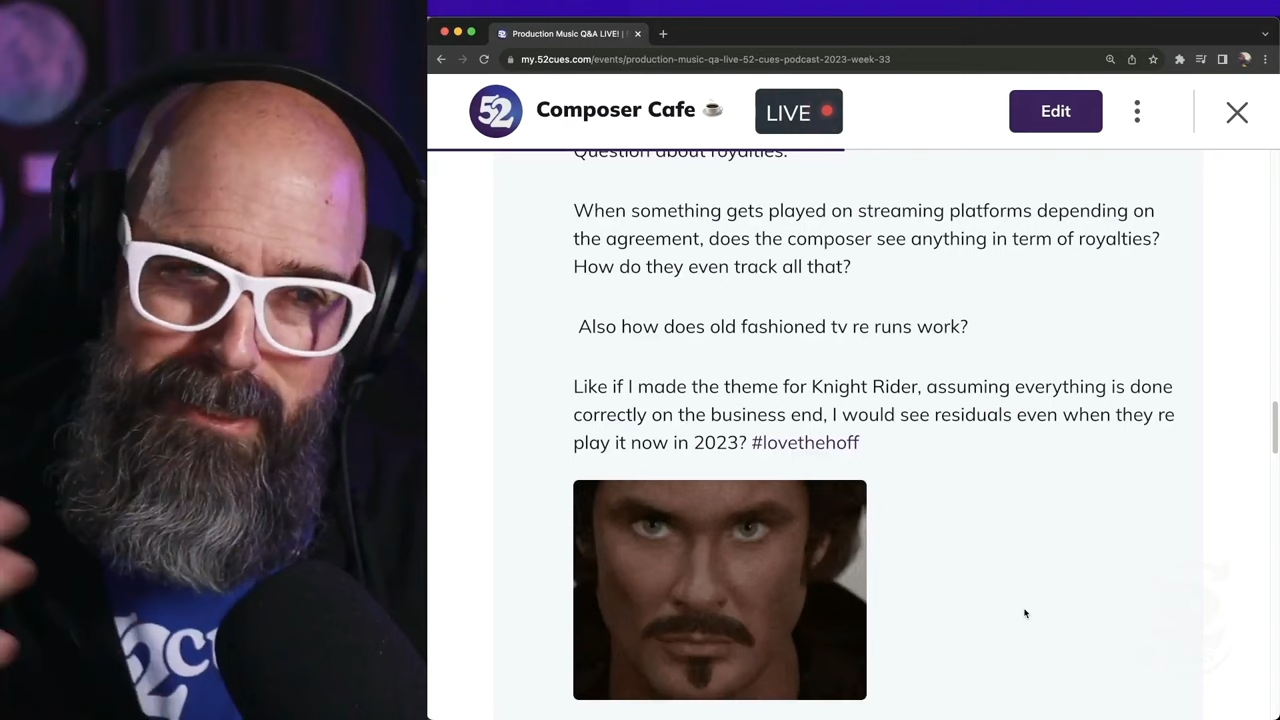 Production Music Q&A LIVE! |
my.52cues.com/events/production-music-qa-live-52-cues-podcast-2023-week-33
52
Composer Cafe ☕
LIVE
Edit
Question about royalties.
When something gets played on streaming platforms depending on
the agreement, does the composer see anything in term of royalties?
How do they even track all that?
Also how does old fashioned tv re runs work?
Like if I made the theme for Knight Rider, assuming everything is done
correctly on the business end, I would see residuals even when they re
play it now in 2023? #lovethehoff
52cu